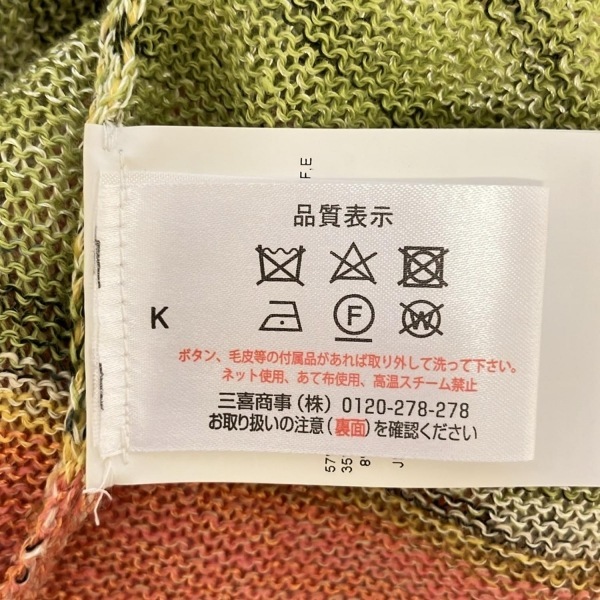 F,E
品質表示
F
W
K
ボタン、毛皮等の付属品があれば取り外して洗って下さい。
ネット使用、あて布使用、高温スチーム禁止
三喜商事（株）0120-278-278
お取り扱いの注意（裏面）を確認ください
57
35
8
J